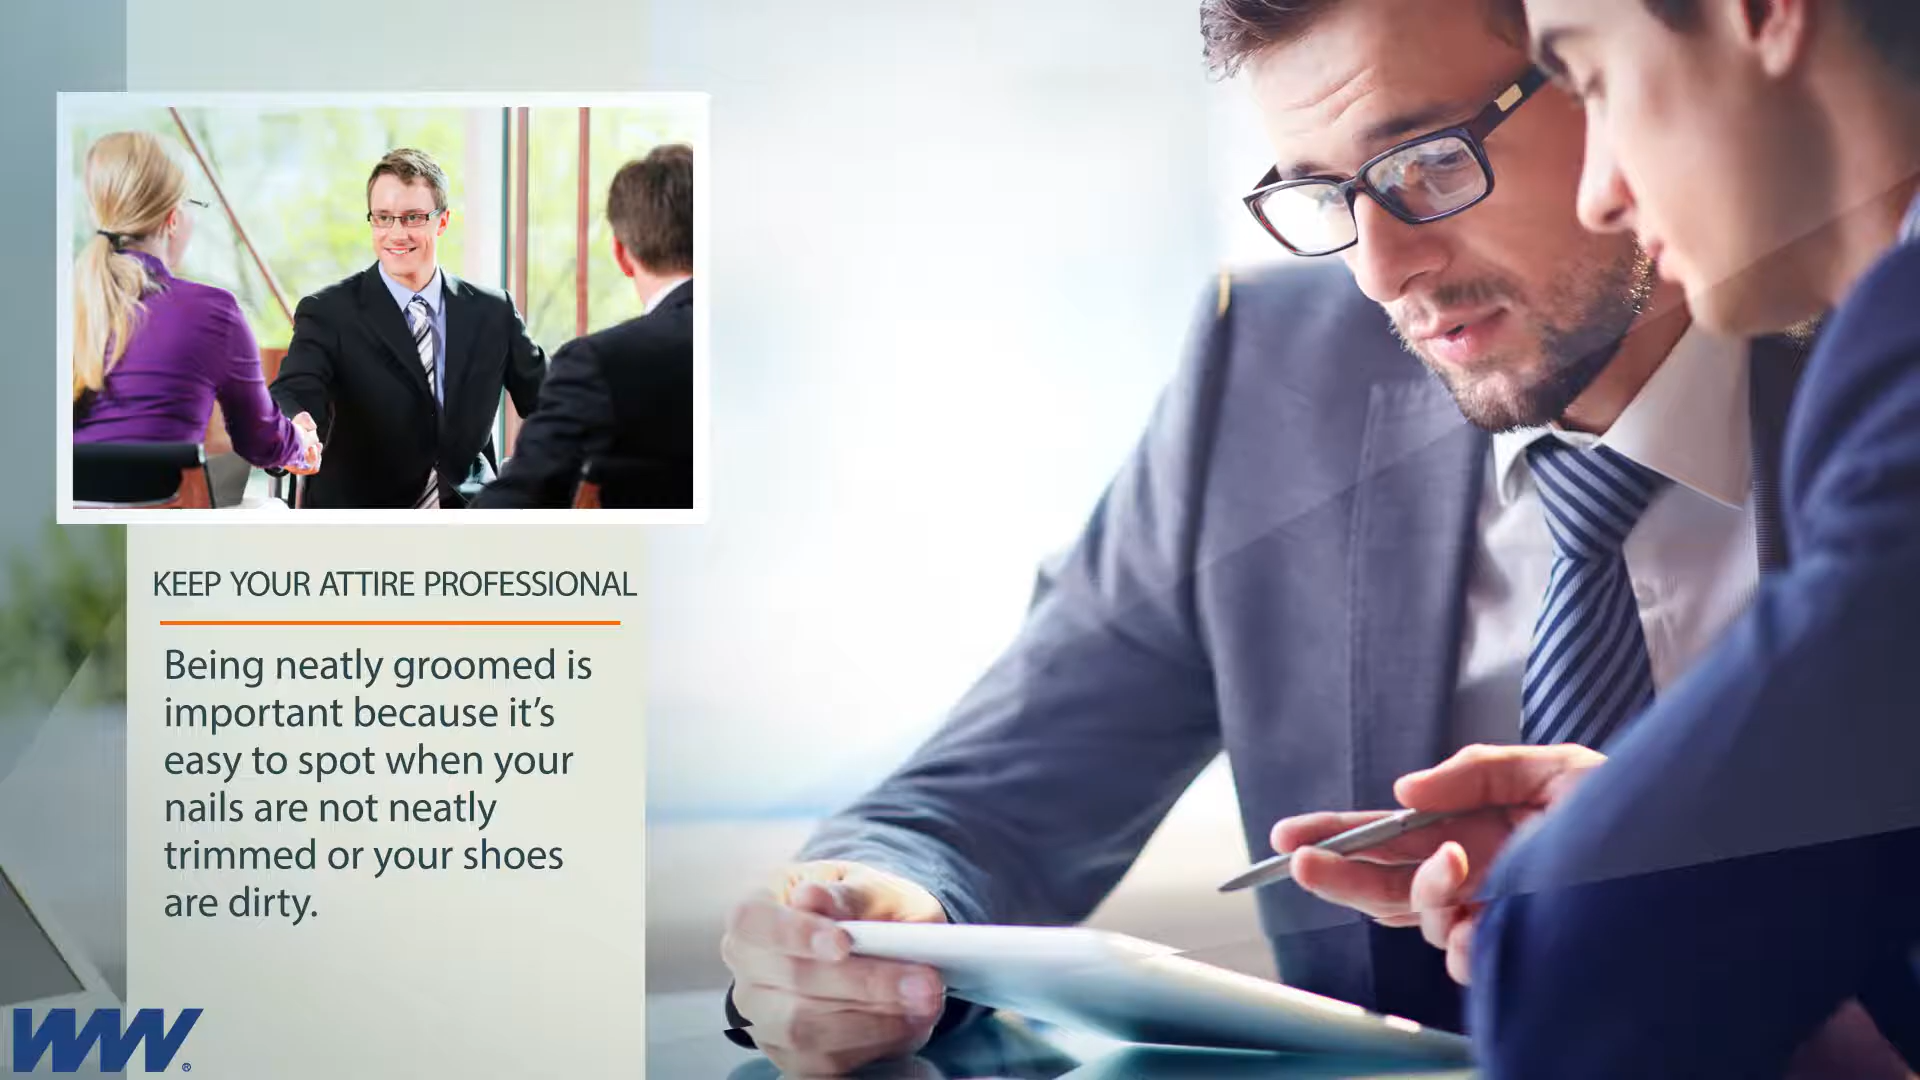 KEEP YOUR ATTIRE PROFESSIONAL
Being neatly groomed is
important because it's
easy to spot when your
nails are not neatly
trimmed or your shoes
are dirty.
WW®